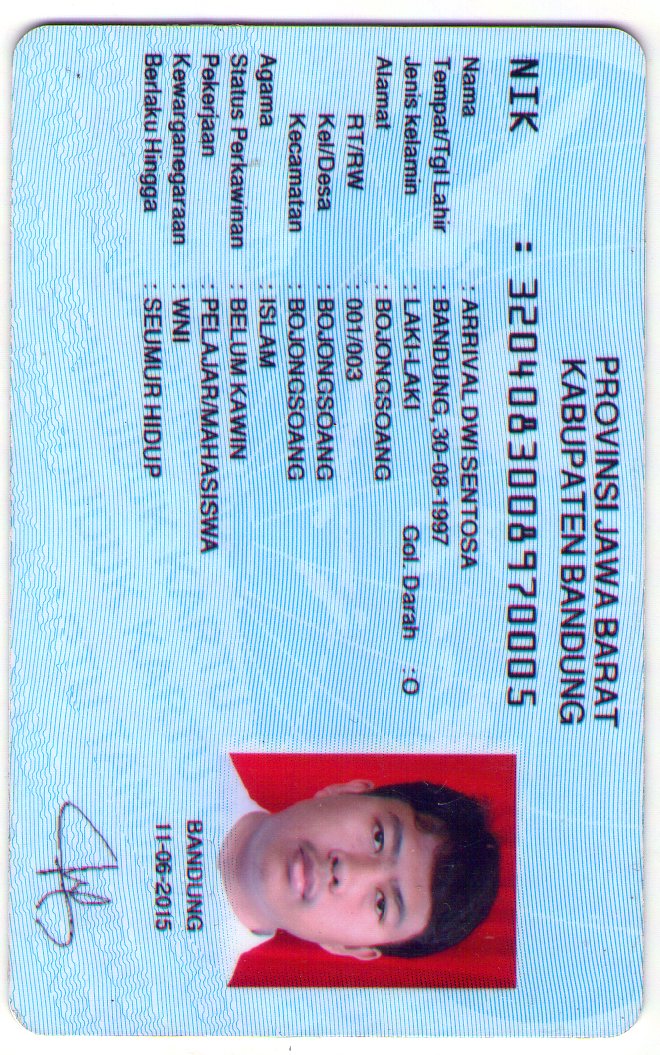 PROVINSI JAWA BARAT
KABUPATEN BANDUNG
NIK : 3204083008970005
Nama : ARRIVAL DWI SENTOSA
Tempat/Tgl Lahir : BANDUNG, 30-08-1997
Jenis kelamin : LAKI-LAKI Gol. Darah : O
Alamat : BOJONGSOANG
RT/RW : 001/003
Kel/Desa : BOJONGSOANG
Kecamatan : BOJONGSOANG
Agama : ISLAM
Status Perkawinan : BELUM KAWIN
Pekerjaan : PELAJAR/MAHASISWA
Kewarganegaraan : WNI
Berlaku Hingga : SEUMUR HIDUP
BANDUNG
11-06-2015